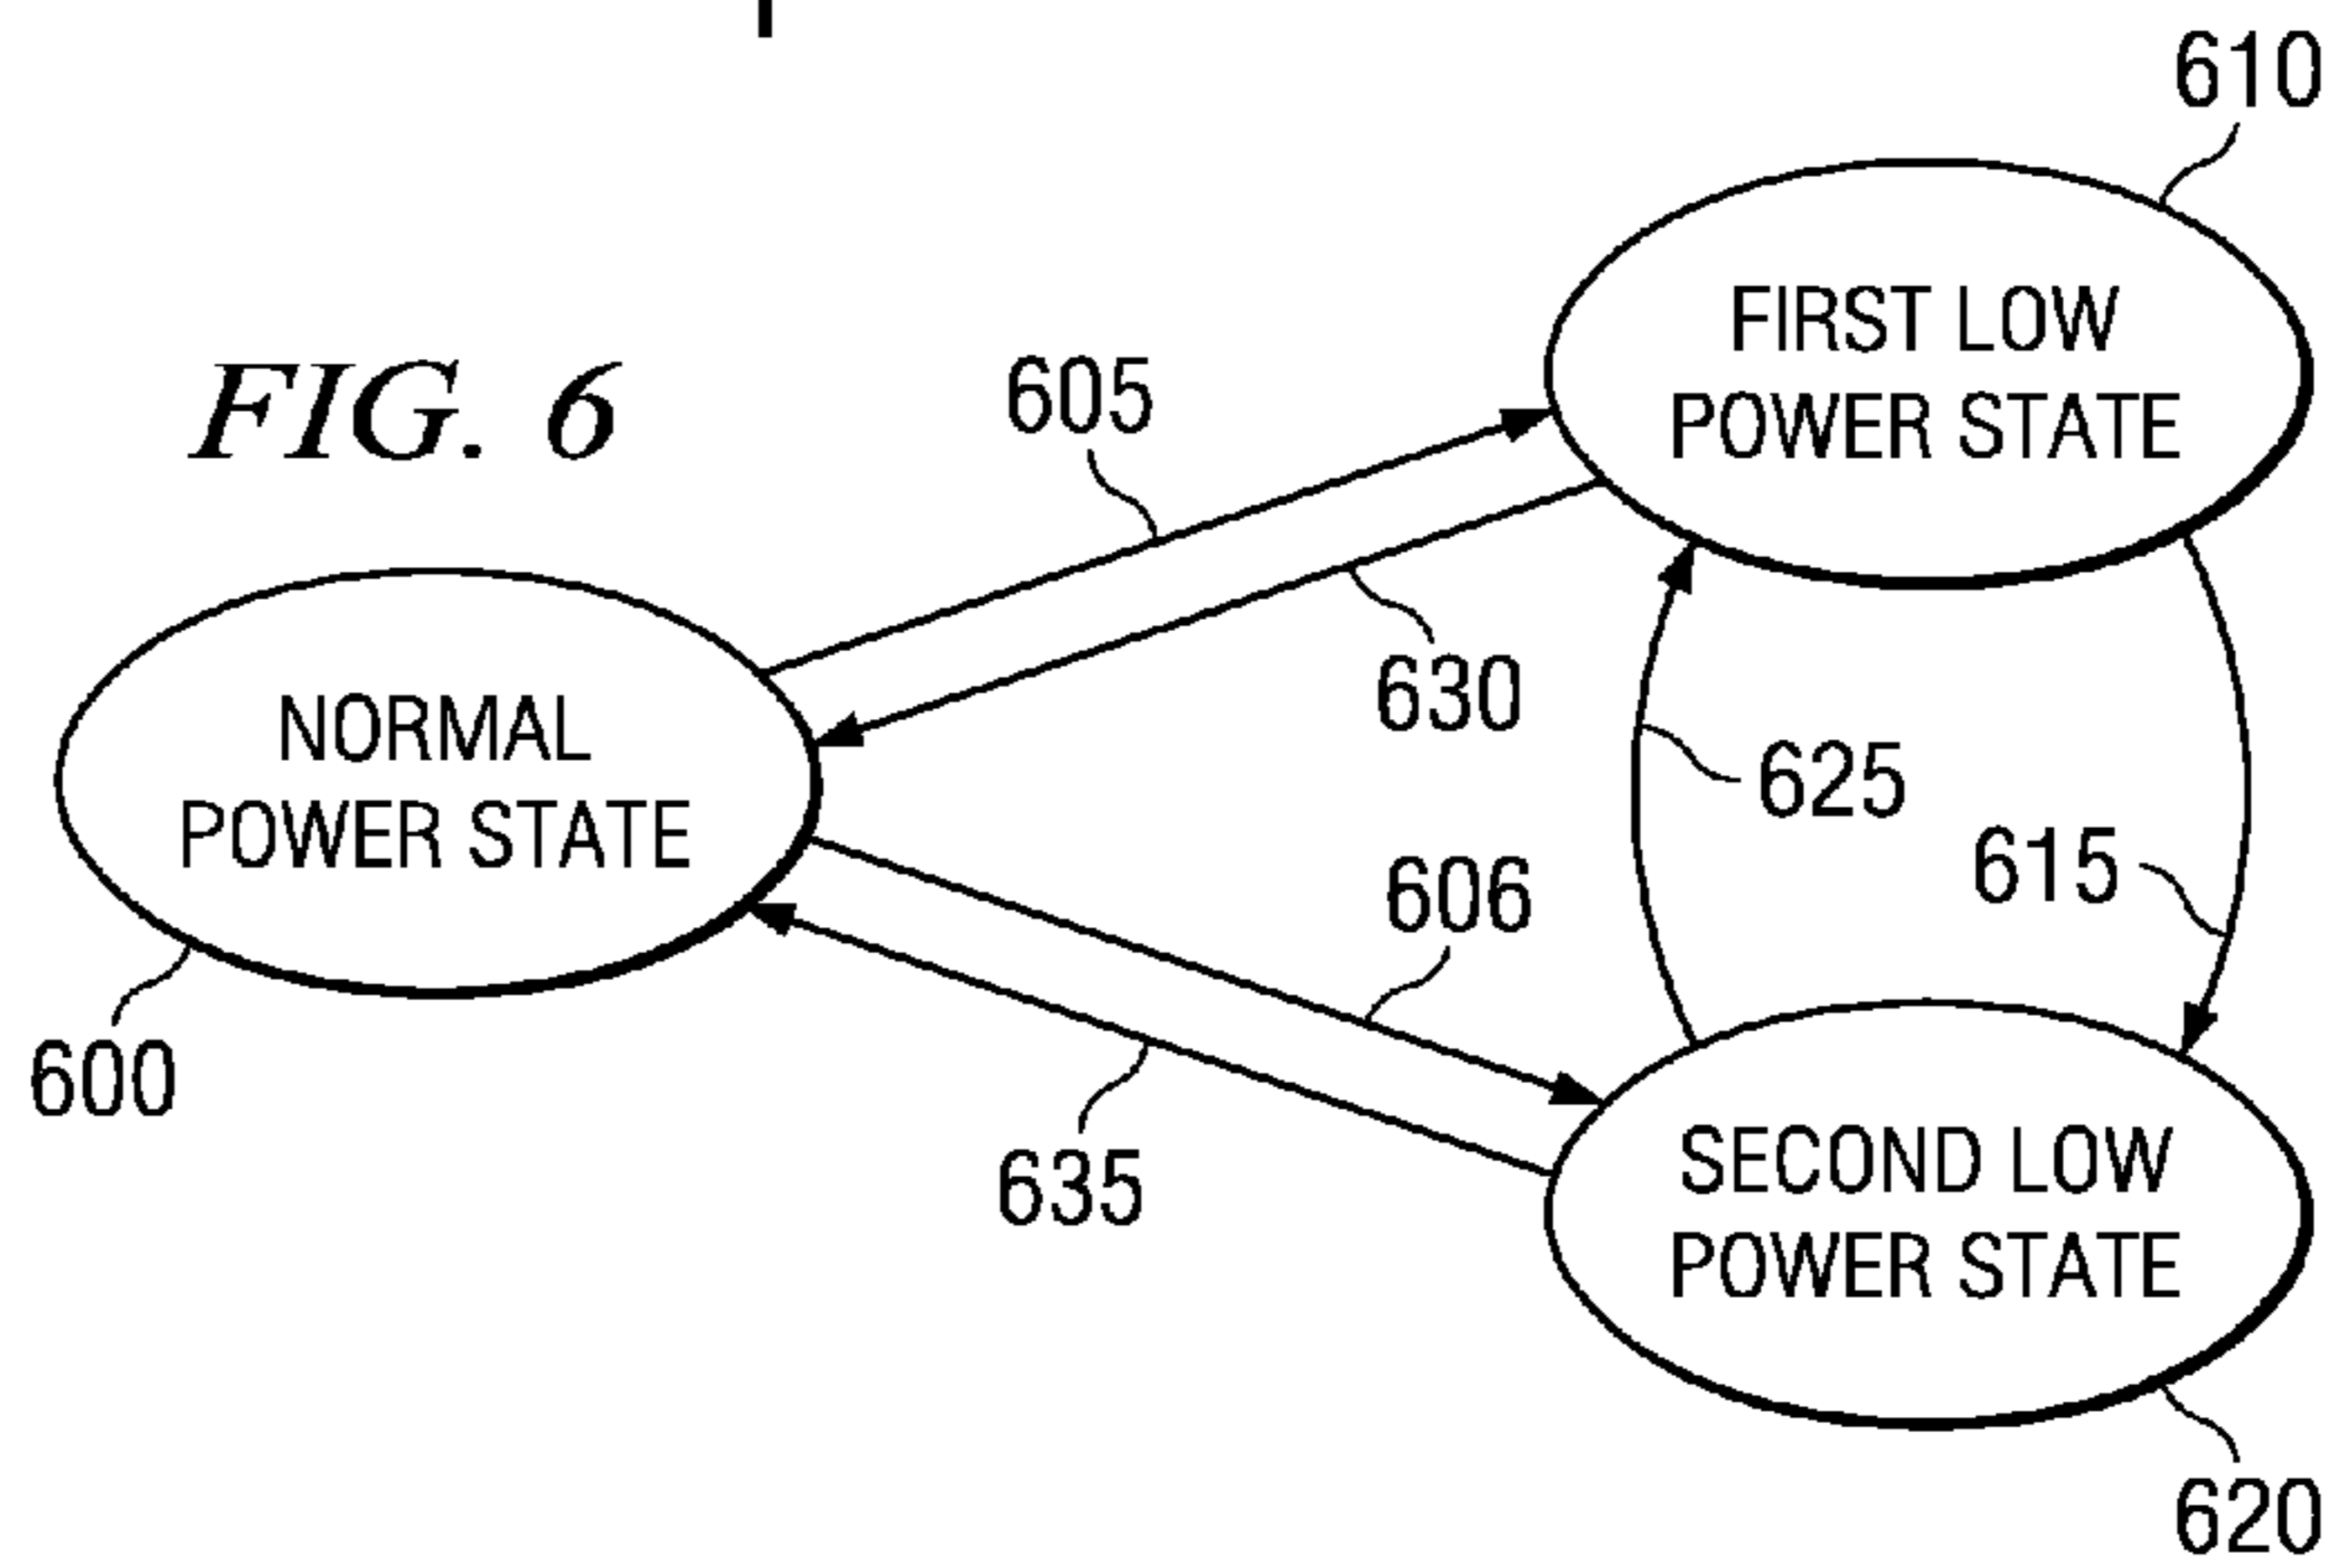 610
FIRST LOW
POWER STATE
FIG. 6
605
630
NORMAL
POWER STATE
625
615
606
600
635
SECOND LOW
POWER STATE
620